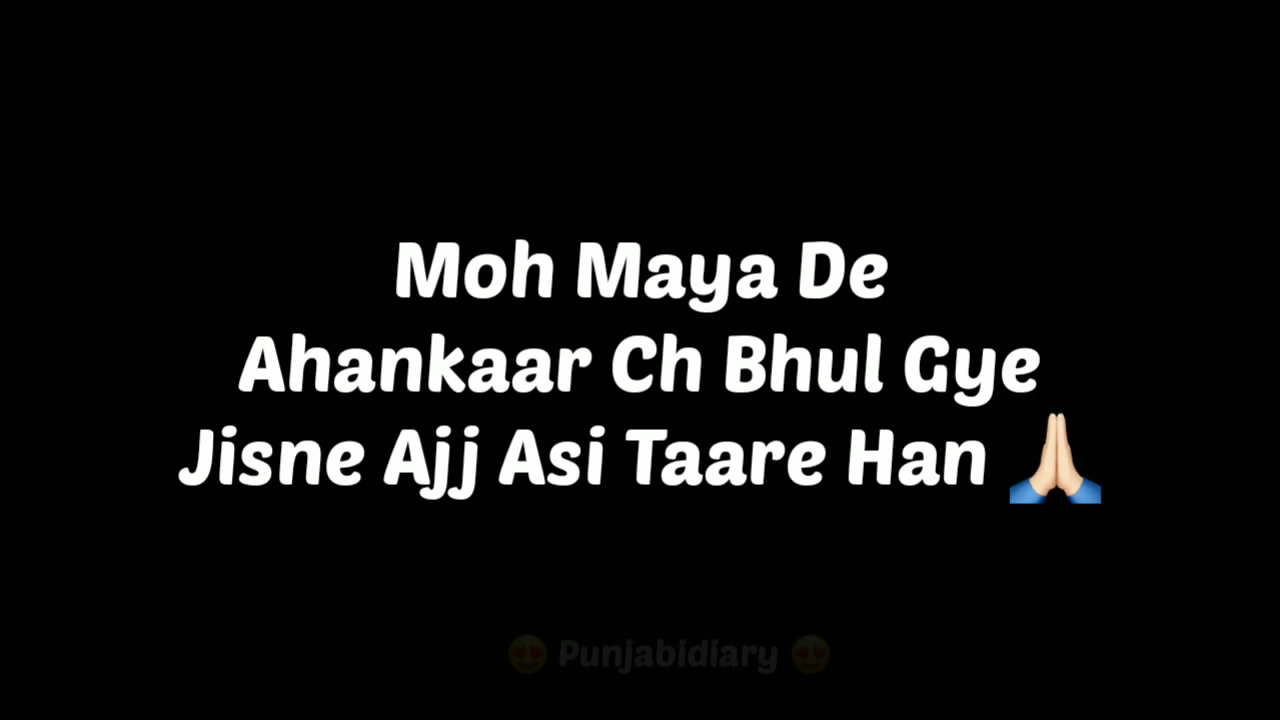 Moh Maya De
Ahankaar Ch Bhul Gye
Jisne Ajj Asi Taare Han 🙏🏻
😍 Punjabidiary 😍